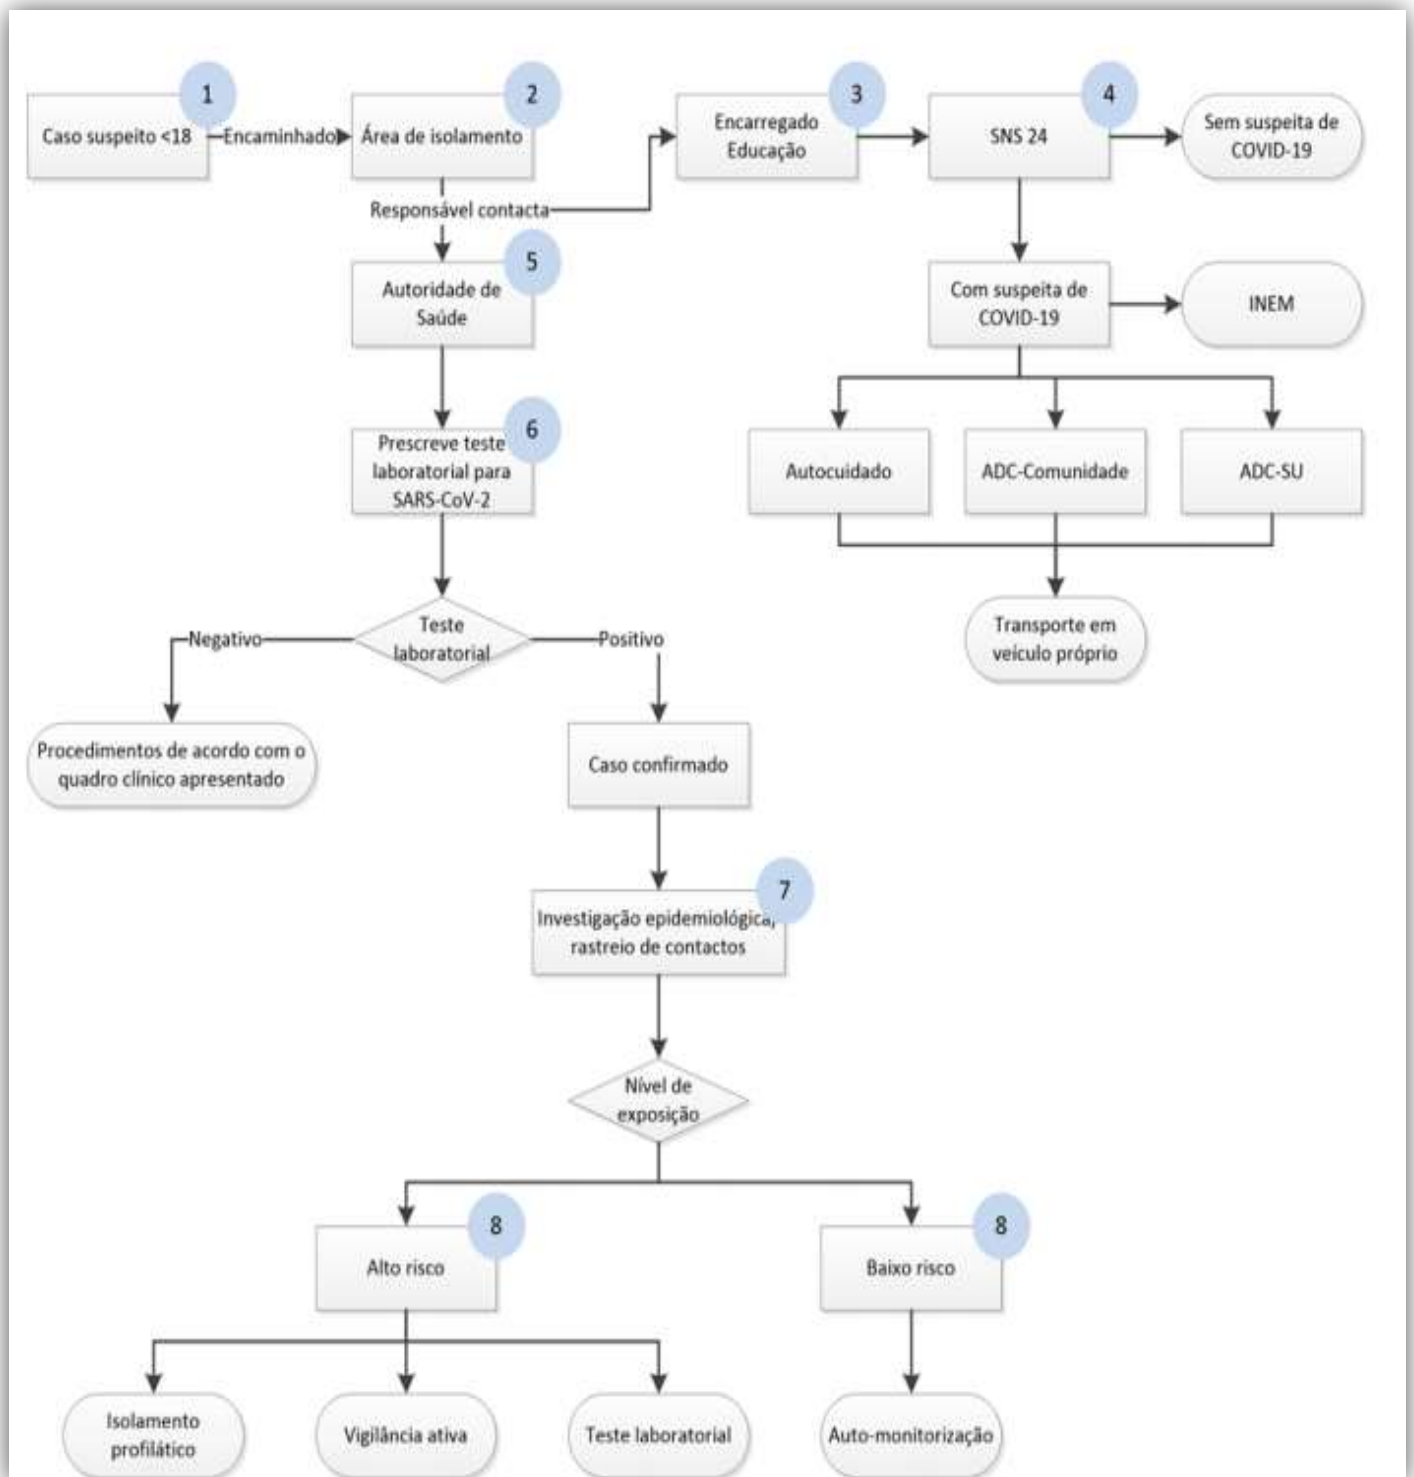 1
2
3
4
Caso suspeito <18
Encaminhado
Área de isolamento
Encarregado
Educação
SNS 24
Sem suspeita de
COVID-19
Responsável contacta
5
Autoridade de
Saúde
Com suspeita de
COVID-19
INEM
6
Prescreve teste
laboratorial para
SARS-CoV-2
Autocuidado
ADC-Comunidade
ADC-SU
Negativo
Teste
laboratorial
Positivo
Transporte em
veículo próprio
Procedimentos de acordo com o
quadro clínico apresentado
Caso confirmado
7
Investigação epidemiológica,
rastreio de contactos
Nível de
exposição
8
8
Alto risco
Baixo risco
Isolamento
profilático
Vigilância ativa
Teste laboratorial
Auto-monitorização